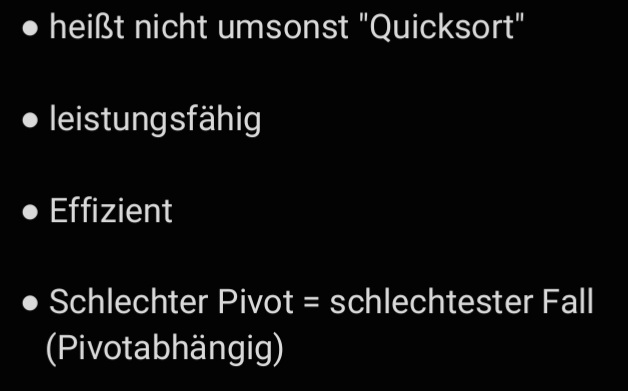 ● heißt nicht umsonst "Quicksort"
● leistungsfähig
● Effizient
● Schlechter Pivot = schlechtester Fall
(Pivotabhängig)